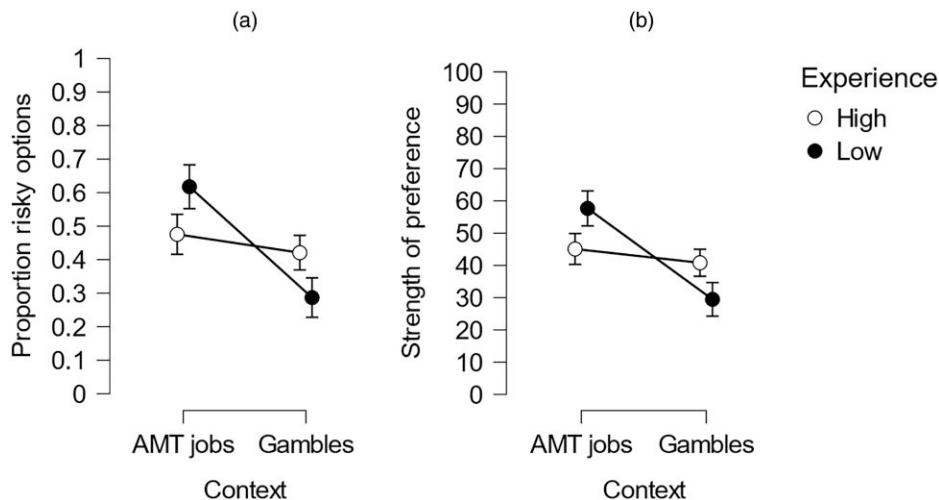 (a)
Proportion risky options
1
0.9
0.8
0.7
0.6
0.5
0.4
0.3
0.2
0.1
0
AMT jobs Gambles
Context
(b)
Strength of preference
100
90
80
70
60
50
40
30
20
10
0
AMT jobs Gambles
Context
Experience
High
Low